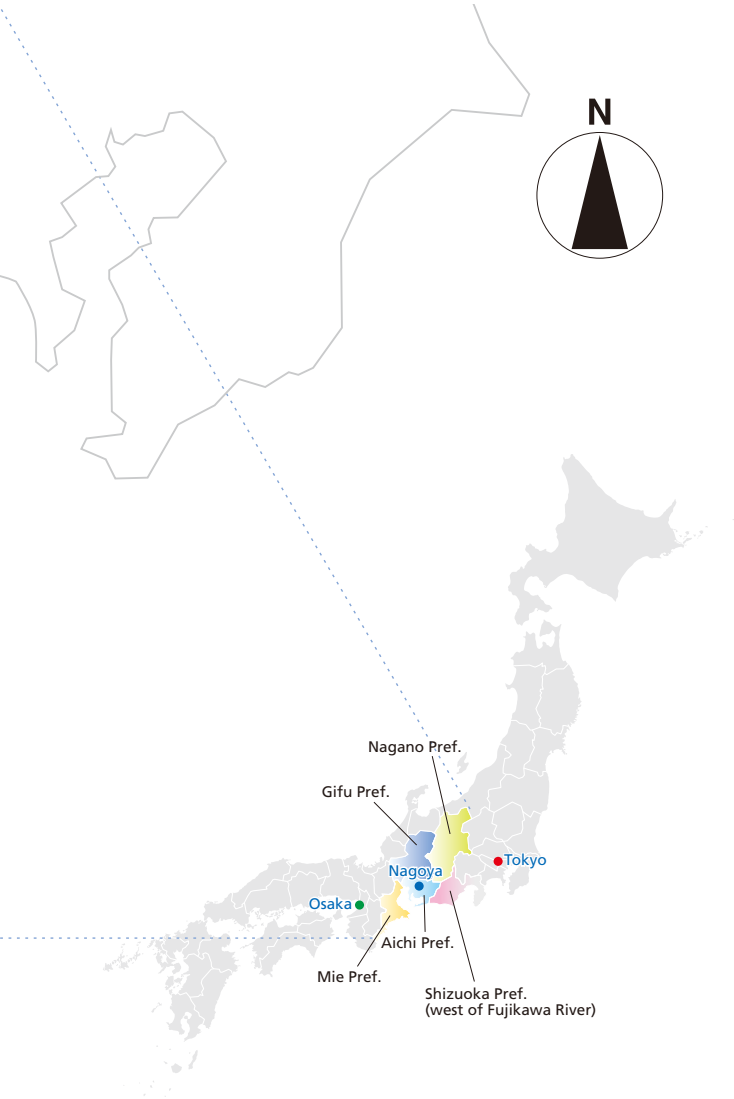 N
Nagano Pref.
Gifu Pref.
Tokyo
Nagoya
Osaka
Aichi Pref.
Mie Pref.
Shizuoka Pref.
(west of Fujikawa River)